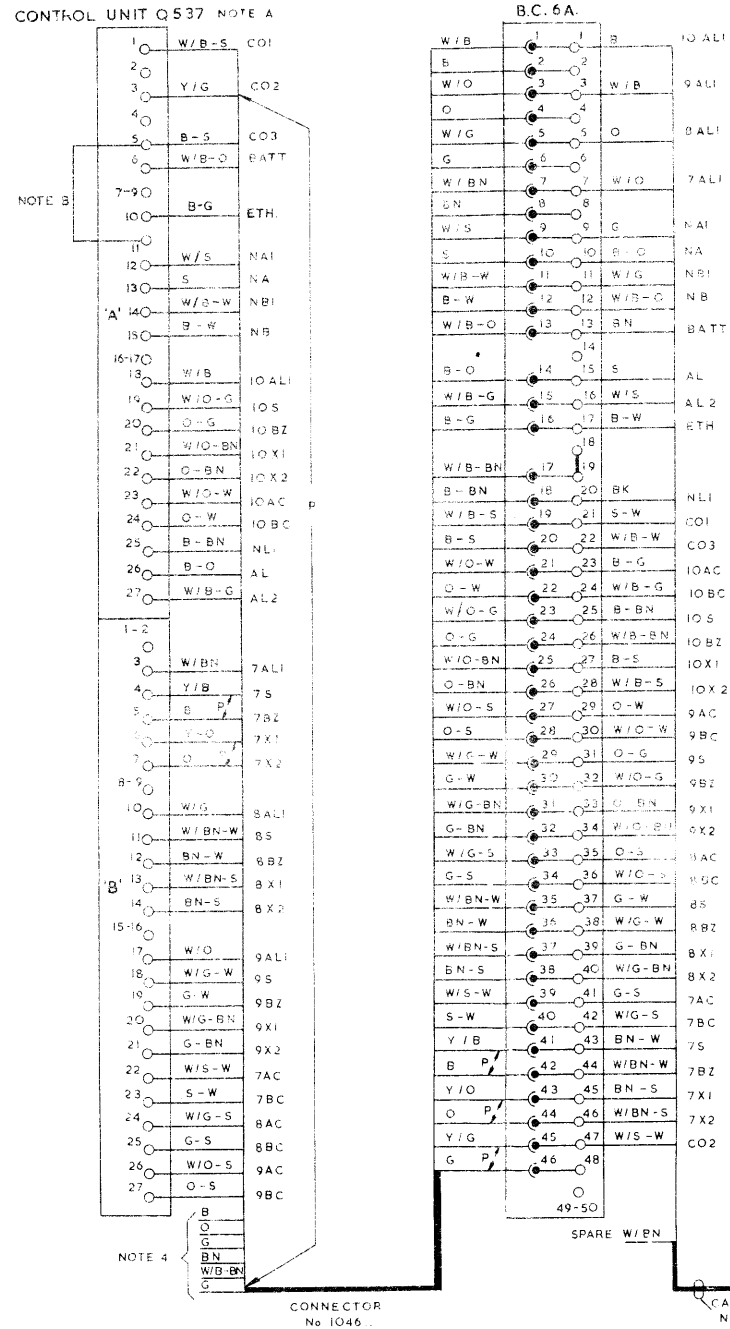 CONTROL UNIT Q537 NOTE A
1 W/B-S CO1
2
3 Y/G CO2
4
5 B-S CO3
6 W/B-O BATT
7-9
10 B-G ETH.
11
NOTE B
12 W/S NA1
13 S NA
'A' 14 W/B-W NB1
15 B-W NB
16-17
W/B 10AL1
19 W/O-G 10S
20 O-G 10BZ
21 W/O-BN 10X1
22 O-BN 10X2
23 W/O-W 10AC
24 O-W 10BC
25 B-BN NL1
26 B-O AL
27 W/B-G AL2
P
1-2
3 W/BN 7AL1
4 Y/B 7S
5 B P 7BZ
6 Y-O 7X1
7 O 7X2
8-9
10 W/G 8AL1
11 W/BN-W 8S
12 BN-W 8BZ
'B' 13 W/BN-S 8X1
14 BN-S 8X2
15-16
17 W/O 9AL1
18 W/G-W 9S
19 G-W 9BZ
20 W/G-BN 9X1
21 G-BN 9X2
22 W/S-W 7AC
23 S-W 7BC
24 W/G-S 8AC
25 G-S 8BC
26 W/O-S 9AC
27 O-S 9BC
NOTE 4
B
O
G
BN
W/B-BN
G
CONNECTOR
No 1046
B.C. 6A.
W/B 1 1 B 10AL1
B 2 2
W/O 3 3 W/B 9AL1
O 4 4
W/G 5 5 O 8AL1
G 6 6
W/BN 7 7 W/O 7AL1
BN 8 8
W/S 9 9 G NA1
S 10 10 B-O NA
W/B-W 11 11 W/G NB1
B-W 12 12 W/B-O NB
W/B-O 13 13 BN BATT
14
B-O 14 15 S AL
W/B-G 15 16 W/S AL2
B-G 16 17 B-W ETH
18
W/B-BN 17 19
B-BN 18 20 BK NL1
W/B-S 19 21 S-W CO1
B-S 20 22 W/B-W CO3
W/O-W 21 23 B-G 10AC
O-W 22 24 W/B-G 10BC
W/O-G 23 25 B-BN 10S
O-G 24 26 W/B-BN 10BZ
W/O-BN 25 27 B-S 10X1
O-BN 26 28 W/B-S 10X2
W/O-S 27 29 O-W 9AC
O-S 28 30 W/O-W 9BC
W/G-W 29 31 O-G 9S
G-W 30 32 W/O-G 9BZ
W/G-BN 31 33 O-BN 9X1
G-BN 32 34 W/O-BN 9X2
W/G-S 33 35 O-S 8AC
G-S 34 36 W/O-S 8BC
W/BN-W 35 37 G-W 8S
BN-W 36 38 W/G-W 8BZ
W/BN-S 37 39 G-BN 8X1
BN-S 38 40 W/G-BN 8X2
W/S-W 39 41 G-S 7AC
S-W 40 42 W/G-S 7BC
Y/B 41 43 BN-W 7S
B P 42 44 W/BN-W 7BZ
Y/O 43 45 BN-S 7X1
O P 44 46 W/BN-S 7X2
Y/G 45 47 W/S-W CO2
G P 46 48
49-50
SPARE W/BN
CA
N